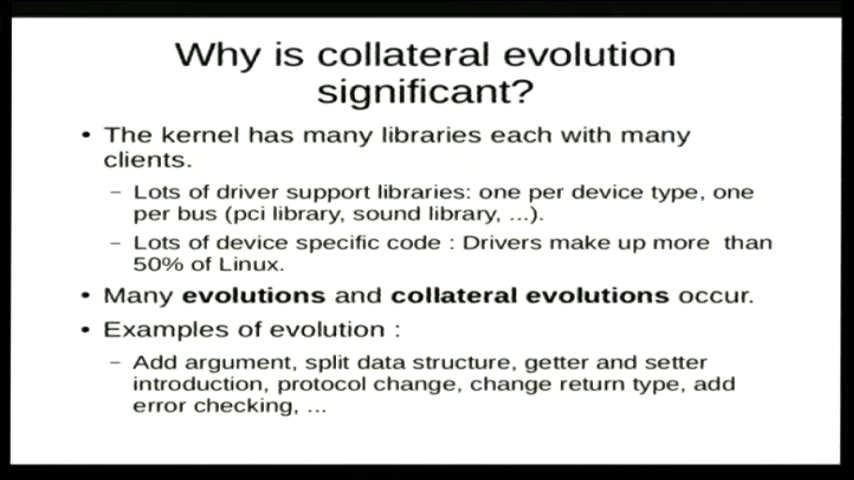 Why is collateral evolution
significant?
• The kernel has many libraries each with many
clients.
– Lots of driver support libraries: one per device type, one
per bus (pci library, sound library, ...).
– Lots of device specific code : Drivers make up more than
50% of Linux.
• Many evolutions and collateral evolutions occur.
• Examples of evolution :
– Add argument, split data structure, getter and setter
introduction, protocol change, change return type, add
error checking, ...